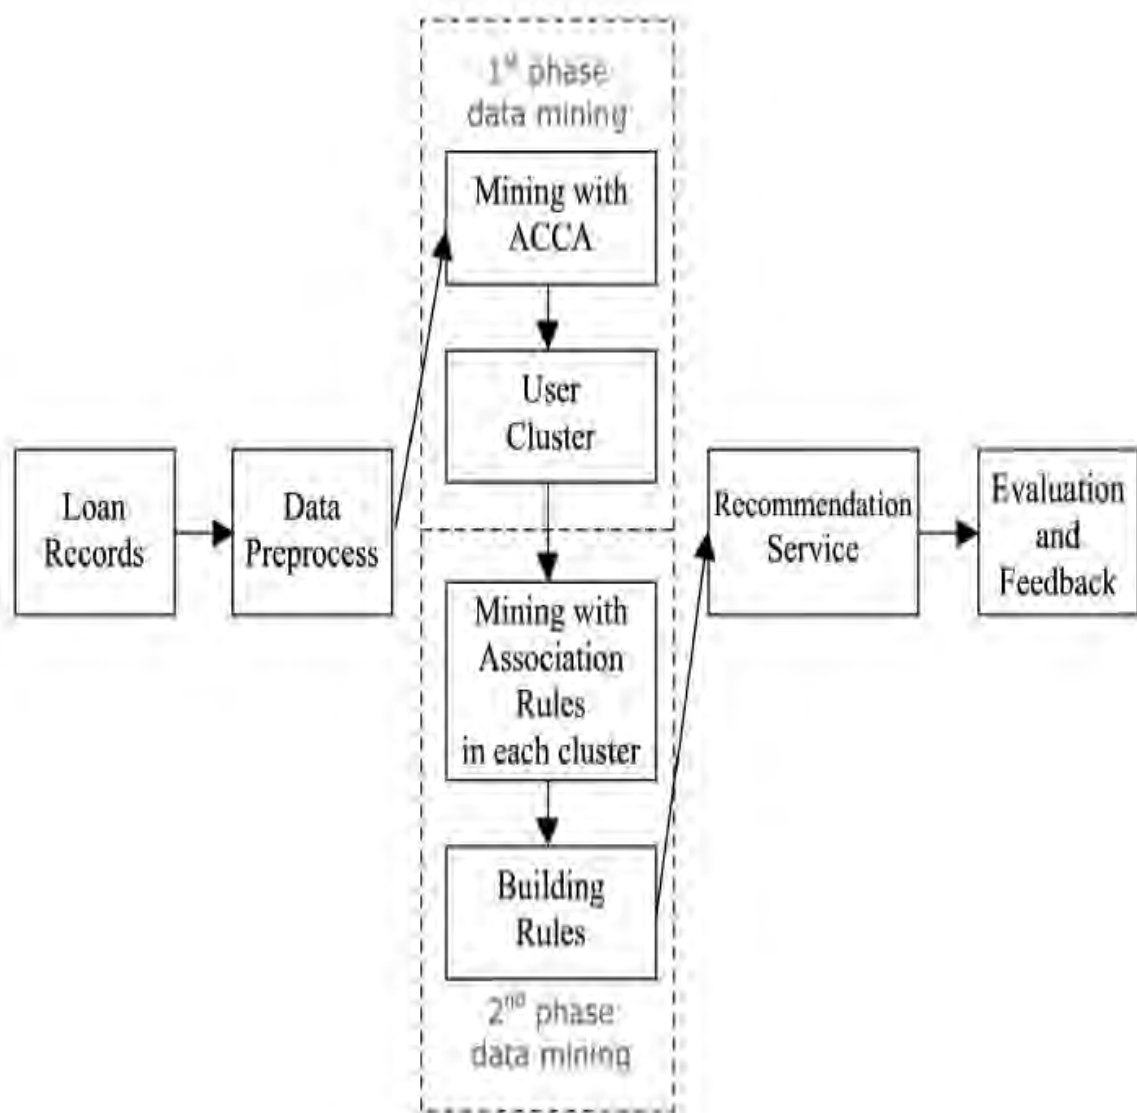 1st phase
data mining
Mining with
ACCA
User
Cluster
Loan
Records
Data
Preprocess
Mining with
Association
Rules
in each cluster
Building
Rules
2nd phase
data mining
Recommendation
Service
Evaluation
and
Feedback